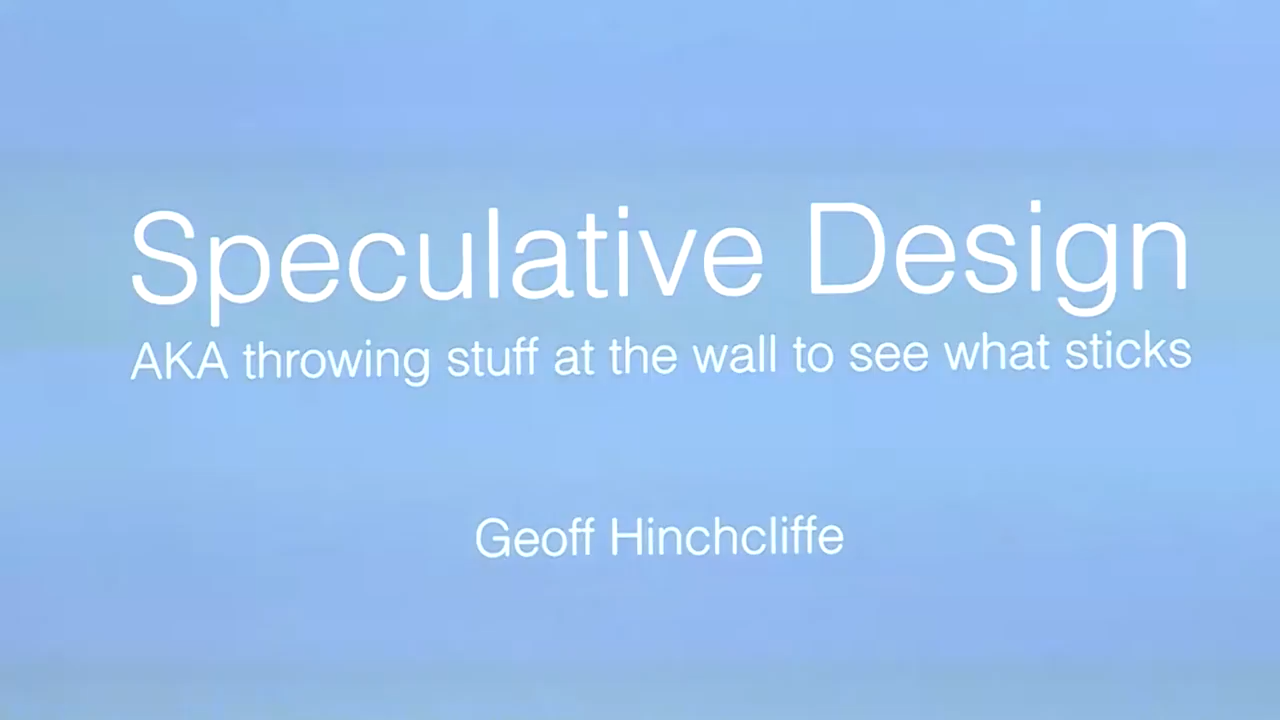 Speculative Design
AKA throwing stuff at the wall to see what sticks
Geoff Hinchcliffe